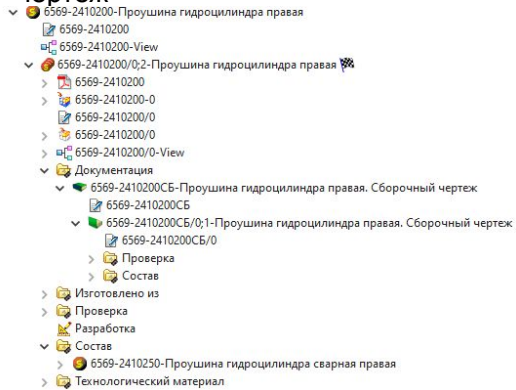 чертеж
6569-2410200-Проушина гидроцилиндра правая
6569-2410200
6569-2410200-View
6569-2410200/0;2-Проушина гидроцилиндра правая
6569-2410200
6569-2410200-0
6569-2410200/0
6569-2410200/0
6569-2410200/0-View
Документация
6569-2410200СБ-Проушина гидроцилиндра правая. Сборочный чертеж
6569-2410200СБ
6569-2410200СБ/0;1-Проушина гидроцилиндра правая. Сборочный чертеж
6569-2410200СБ/0
Проверка
Состав
Изготовлено из
Проверка
Разработка
Состав
6569-2410250-Проушина гидроцилиндра сварная правая
Технологический материал